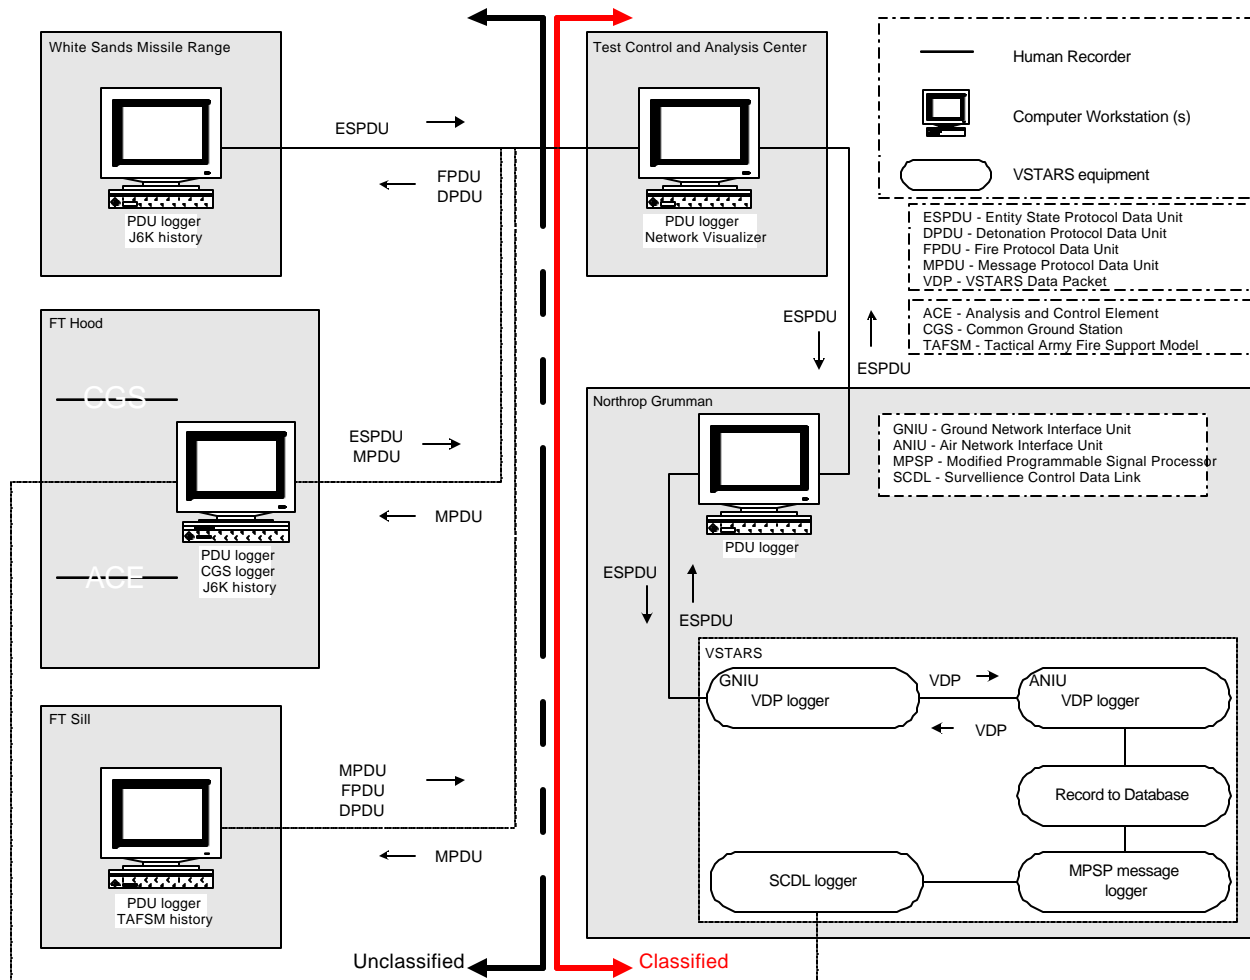 White Sands Missile Range
PDU logger
J6K history
ESPDU
FPDU
DPDU
Test Control and Analysis Center
PDU logger
Network Visualizer
Human Recorder
Computer Workstation (s)
VSTARS equipment
ESPDU - Entity State Protocol Data Unit
DPDU - Detonation Protocol Data Unit
FPDU - Fire Protocol Data Unit
MPDU - Message Protocol Data Unit
VDP - VSTARS Data Packet
ACE - Analysis and Control Element
CGS - Common Ground Station
TAFSM - Tactical Army Fire Support Model
ESPDU
ESPDU
FT Hood
CGS
ACE
PDU logger
CGS logger
J6K history
ESPDU
MPDU
MPDU
Northrop Grumman
PDU logger
GNIU - Ground Network Interface Unit
ANIU - Air Network Interface Unit
MPSP - Modified Programmable Signal Processor
SCDL - Survellience Control Data Link
ESPDU
ESPDU
VSTARS
GNIU
VDP logger
VDP
VDP
ANIU
VDP logger
Record to Database
MPSP message
logger
SCDL logger
FT Sill
PDU logger
TAFSM history
MPDU
FPDU
DPDU
MPDU
Unclassified
Classified